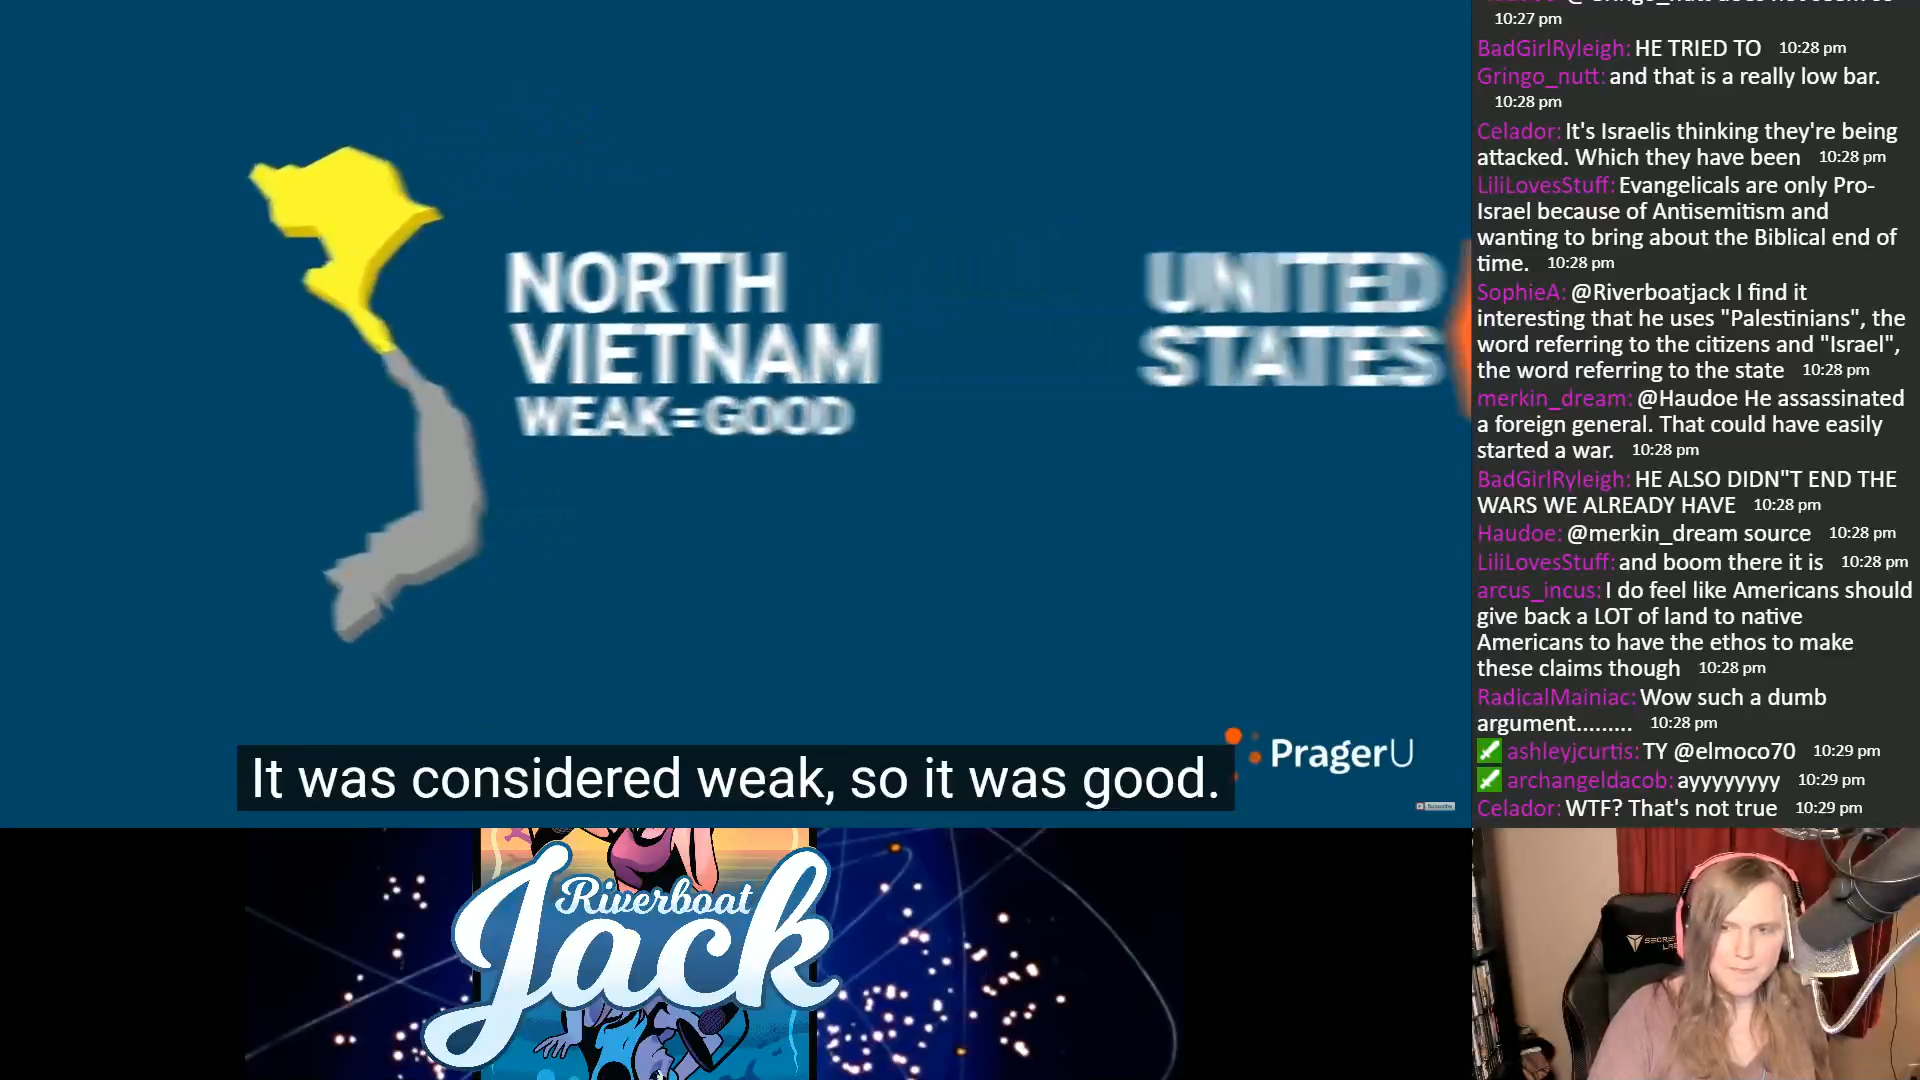 NORTH
VIETNAM
WEAK=GOOD
UNITED
STATES
PragerU
It was considered weak, so it was good.
Riverboat
Jack
10:27 pm
BadGirlRyleigh: HE TRIED TO 10:28 pm
Gringo_nutt: and that is a really low bar.
10:28 pm
Celador: It's Israelis thinking they're being
attacked. Which they have been 10:28 pm
LiliLovesStuff: Evangelicals are only Pro-
Israel because of Antisemitism and
wanting to bring about the Biblical end of
time. 10:28 pm
SophieA: @Riverboatjack I find it
interesting that he uses "Palestinians", the
word referring to the citizens and "Israel",
the word referring to the state 10:28 pm
merkin_dream: @Haudoe He assassinated
a foreign general. That could have easily
started a war. 10:28 pm
BadGirlRyleigh: HE ALSO DIDN"T END THE
WARS WE ALREADY HAVE 10:28 pm
Haudoe: @merkin_dream source 10:28 pm
LiliLovesStuff: and boom there it is 10:28 pm
arcus_incus: I do feel like Americans should
give back a LOT of land to native
Americans to have the ethos to make
these claims though 10:28 pm
RadicalMainiac: Wow such a dumb
argument......... 10:28 pm
ashleyjcurtis: TY @elmoco70 10:29 pm
archangeldacob: ayyyyyyyy 10:29 pm
Celador: WTF? That's not true 10:29 pm